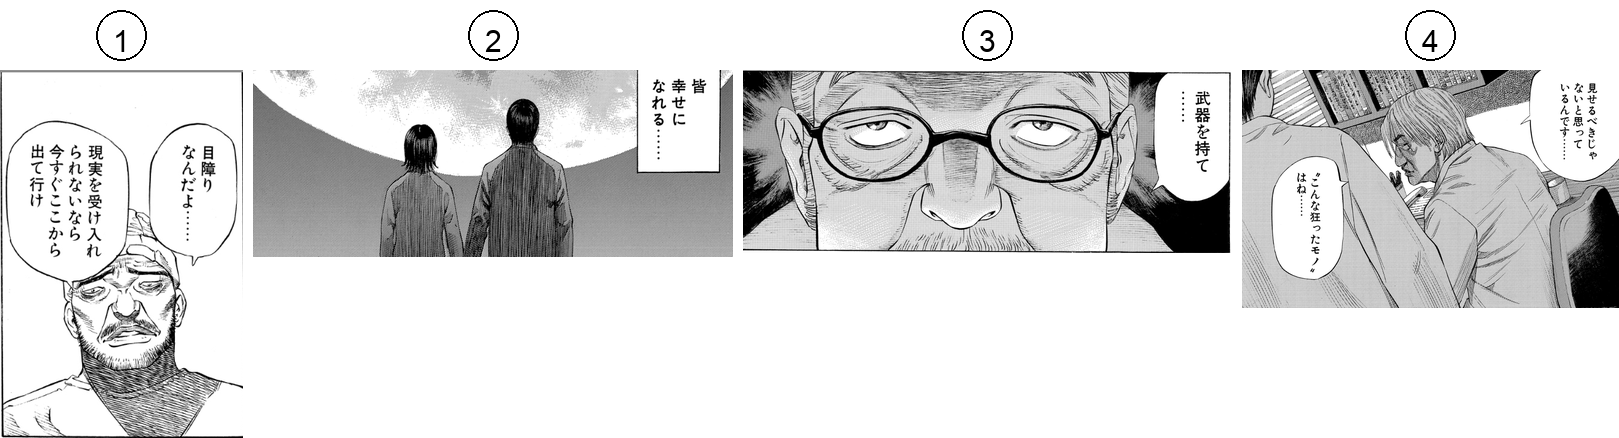 1
目障り
なんだよ……
現実を受け入れ
られないなら
今すぐここから
出て行け
2
皆
幸せに
なれる……
3
武器を持て
……
4
見せるべきじゃ
ないと思って
いるんです……
〝こんな狂ったモノ〟
はね……